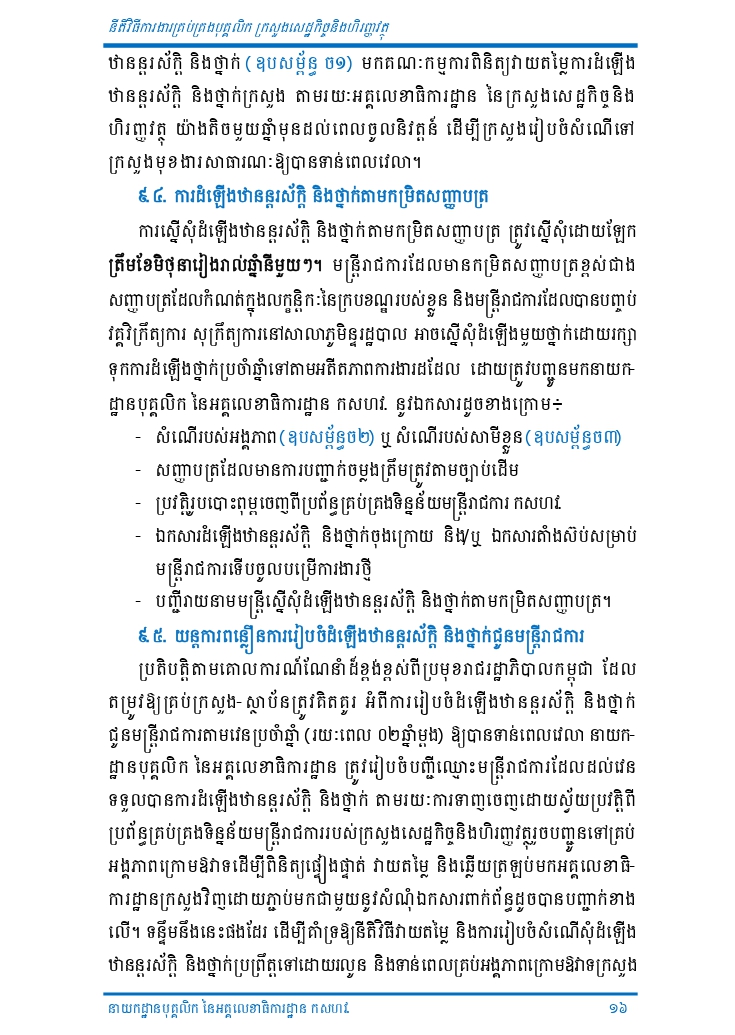 នីតិវិធីការងារគ្រប់គ្រងបុគ្គលិក ក្រសួងសេដ្ឋកិច្ចនិងហិរញ្ញវត្ថុ
ឋានន្តរស័ក្តិ និងថ្នាក់ (ឧបសម្ព័ន្ធ ច១) មកគណៈកម្មការពិនិត្យវាយតម្លៃការដំឡើង
ឋានន្តរស័ក្តិ និងថ្នាក់ក្រសួង តាមរយៈអគ្គលេខាធិការដ្ឋាន នៃក្រសួងសេដ្ឋកិច្ចនិង
ហិរញ្ញវត្ថុ យ៉ាងតិចមួយឆ្នាំមុនដល់ពេលចូលនិវត្តន៍ ដើម្បីក្រសួងរៀបចំសំណើទៅ
ក្រសួងមុខងារសាធារណៈឱ្យបានទាន់ពេលវេលា។
៩.៤. ការដំឡើងឋានន្តរស័ក្តិ និងថ្នាក់តាមកម្រិតសញ្ញាបត្រ
ការស្នើសុំដំឡើងឋានន្តរស័ក្តិ និងថ្នាក់តាមកម្រិតសញ្ញាបត្រ ត្រូវស្នើសុំដោយឡែក
ត្រឹមខែមិថុនារៀងរាល់ឆ្នាំនីមួយៗ។ មន្ត្រីរាជការដែលមានកម្រិតសញ្ញាបត្រខ្ពស់ជាង
សញ្ញាបត្រដែលកំណត់ក្នុងលក្ខន្តិកៈនៃក្របខណ្ឌរបស់ខ្លួន និងមន្ត្រីរាជការដែលបានបញ្ចប់
វគ្គវិក្រឹត្យការ សុក្រឹត្យការនៅសាលាភូមិន្ទរដ្ឋបាល អាចស្នើសុំដំឡើងមួយថ្នាក់ដោយរក្សា
ទុកការដំឡើងថ្នាក់ប្រចាំឆ្នាំទៅតាមអតីតភាពការងារដដែល ដោយត្រូវបញ្ជូនមកនាយក-
ដ្ឋានបុគ្គលិក នៃអគ្គលេខាធិការដ្ឋាន កសហវ. នូវឯកសារដូចខាងក្រោម÷
- សំណើរបស់អង្គភាព(ឧបសម្ព័ន្ធច២) ឬ សំណើរបស់សាមីខ្លួន(ឧបសម្ព័ន្ធច៣)
- សញ្ញាបត្រដែលមានការបញ្ជាក់ចម្លងត្រឹមត្រូវតាមច្បាប់ដើម
- ប្រវត្តិរូបបោះពុម្ពចេញពីប្រព័ន្ធគ្រប់គ្រងទិន្នន័យមន្ត្រីរាជការ កសហវ.
- ឯកសារដំឡើងឋានន្តរស័ក្តិ និងថ្នាក់ចុងក្រោយ និង/ឬ ឯកសារតាំងស៊ប់សម្រាប់
មន្ត្រីរាជការទើបចូលបម្រើការងារថ្មី
- បញ្ជីរាយនាមមន្ត្រីស្នើសុំដំឡើងឋានន្តរស័ក្តិ និងថ្នាក់តាមកម្រិតសញ្ញាបត្រ។
៩.៥. យន្តការពន្លឿនការរៀបចំដំឡើងឋានន្តរស័ក្តិ និងថ្នាក់ជូនមន្ត្រីរាជការ
ប្រតិបត្តិតាមគោលការណ៍ណែនាំដ៏ខ្ពង់ខ្ពស់ពីប្រមុខរាជរដ្ឋាភិបាលកម្ពុជា ដែល
តម្រូវឱ្យគ្រប់ក្រសួង-ស្ថាប័នត្រូវគិតគូរ អំពីការរៀបចំដំឡើងឋានន្តរស័ក្តិ និងថ្នាក់
ជូនមន្ត្រីរាជការតាមវេនប្រចាំឆ្នាំ (រយៈពេល ០២ឆ្នាំម្ដង) ឱ្យបានទាន់ពេលវេលា នាយក-
ដ្ឋានបុគ្គលិក នៃអគ្គលេខាធិការដ្ឋាន ត្រូវរៀបចំបញ្ជីឈ្មោះមន្ត្រីរាជការដែលដល់វេន
ទទួលបានការដំឡើងឋានន្តរស័ក្តិ និងថ្នាក់ តាមរយៈការទាញចេញដោយស្វ័យប្រវត្តិពី
ប្រព័ន្ធគ្រប់គ្រងទិន្នន័យមន្ត្រីរាជការរបស់ក្រសួងសេដ្ឋកិច្ចនិងហិរញ្ញវត្ថុរួចបញ្ជូនទៅគ្រប់
អង្គភាពក្រោមឱវាទដើម្បីពិនិត្យផ្ទៀងផ្ទាត់ វាយតម្លៃ និងឆ្លើយត្រឡប់មកអគ្គលេខាធិ-
ការដ្ឋានក្រសួងវិញដោយភ្ជាប់មកជាមួយនូវសំណុំឯកសារពាក់ព័ន្ធដូចបានបញ្ជាក់ខាង
លើ។ ទន្ទឹមនឹងនេះផងដែរ ដើម្បីគាំទ្រឱ្យនីតិវិធីវាយតម្លៃ និងការរៀបចំសំណើសុំដំឡើង
ឋានន្តរស័ក្តិ និងថ្នាក់ប្រព្រឹត្តទៅដោយរលូន និងទាន់ពេលគ្រប់អង្គភាពក្រោមឱវាទក្រសួង
នាយកដ្ឋានបុគ្គលិក នៃអគ្គលេខាធិការដ្ឋាន កសហវ. ១៦